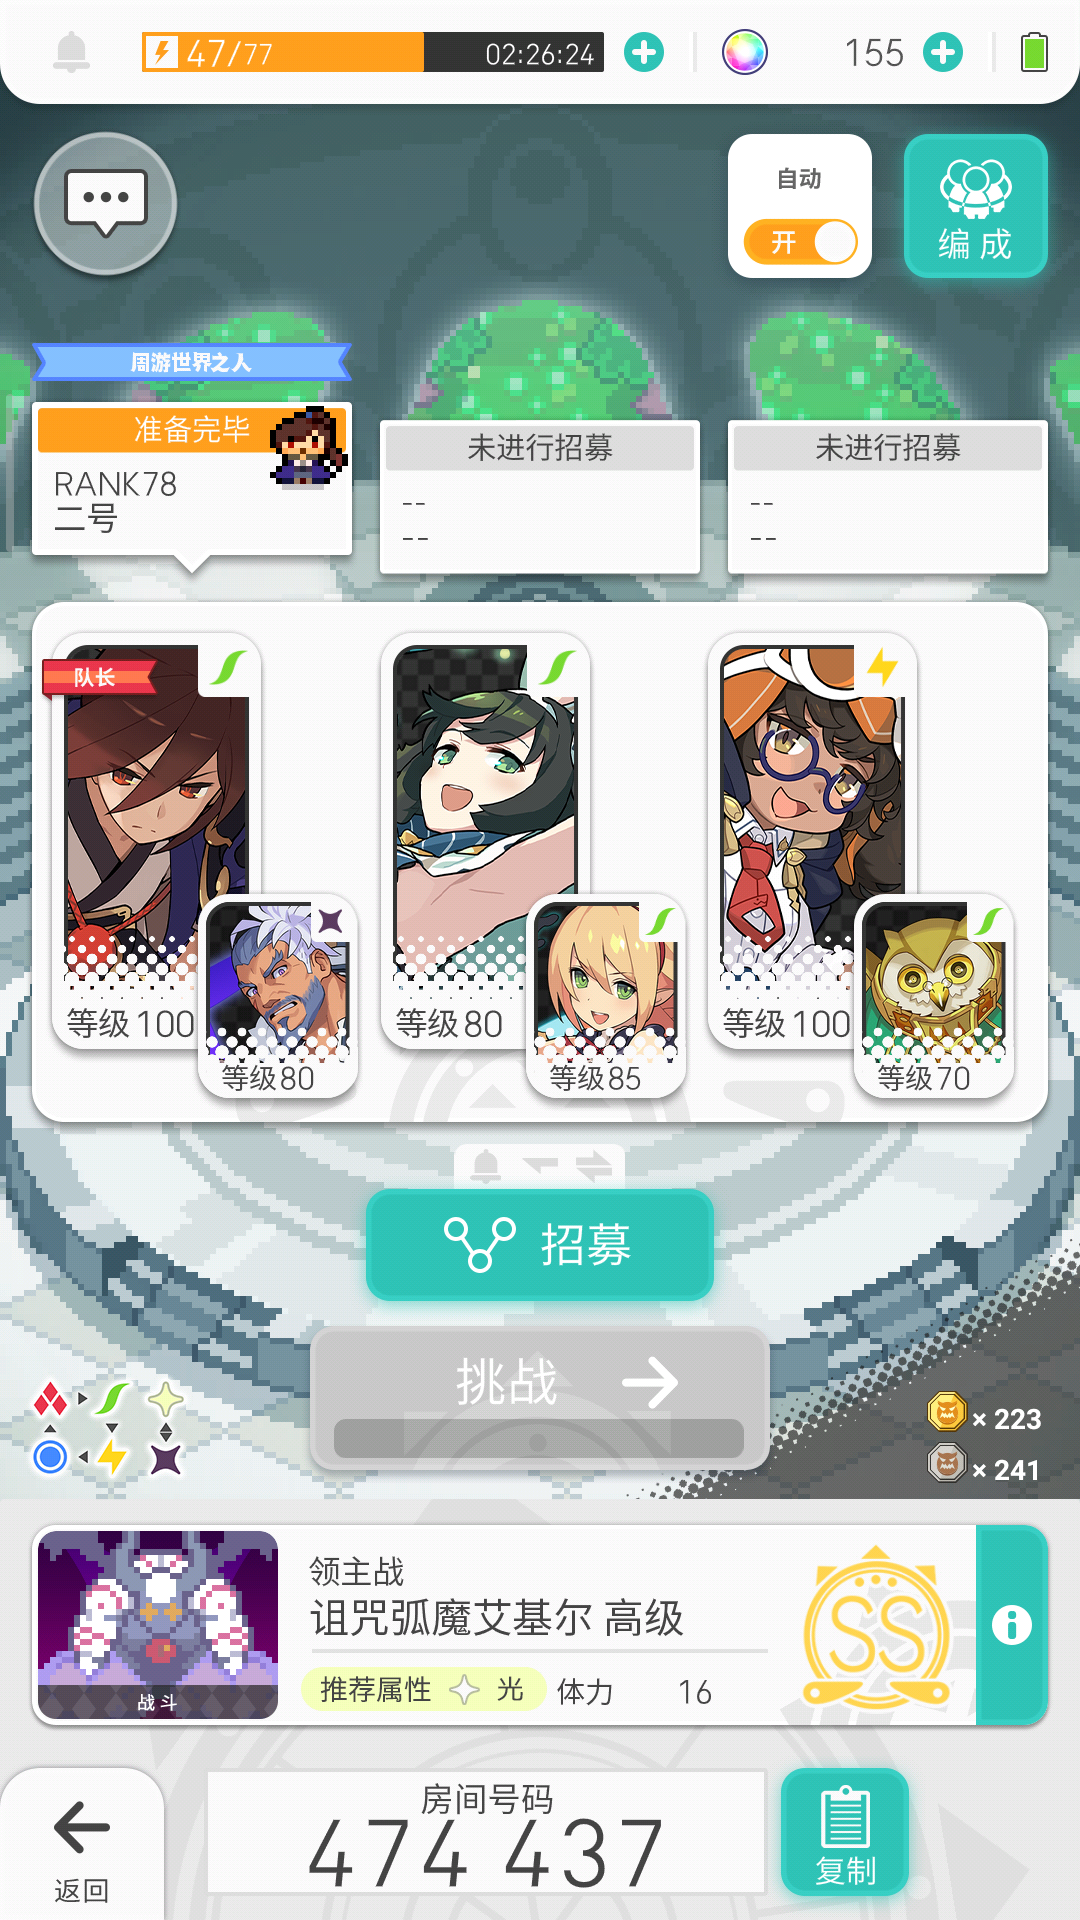 47/77
02:26:24
155
自动
开
编成
周游世界之人
准备完毕
RANK78
二号
未进行招募
--
--
未进行招募
--
--
队长
等级100
等级80
等级80
等级85
等级100
等级70
招募
挑战
× 223
× 241
领主战
诅咒弧魔艾基尔 高级
推荐属性 光 体力 16
战斗
SS
返回
房间号码
474 437
复制